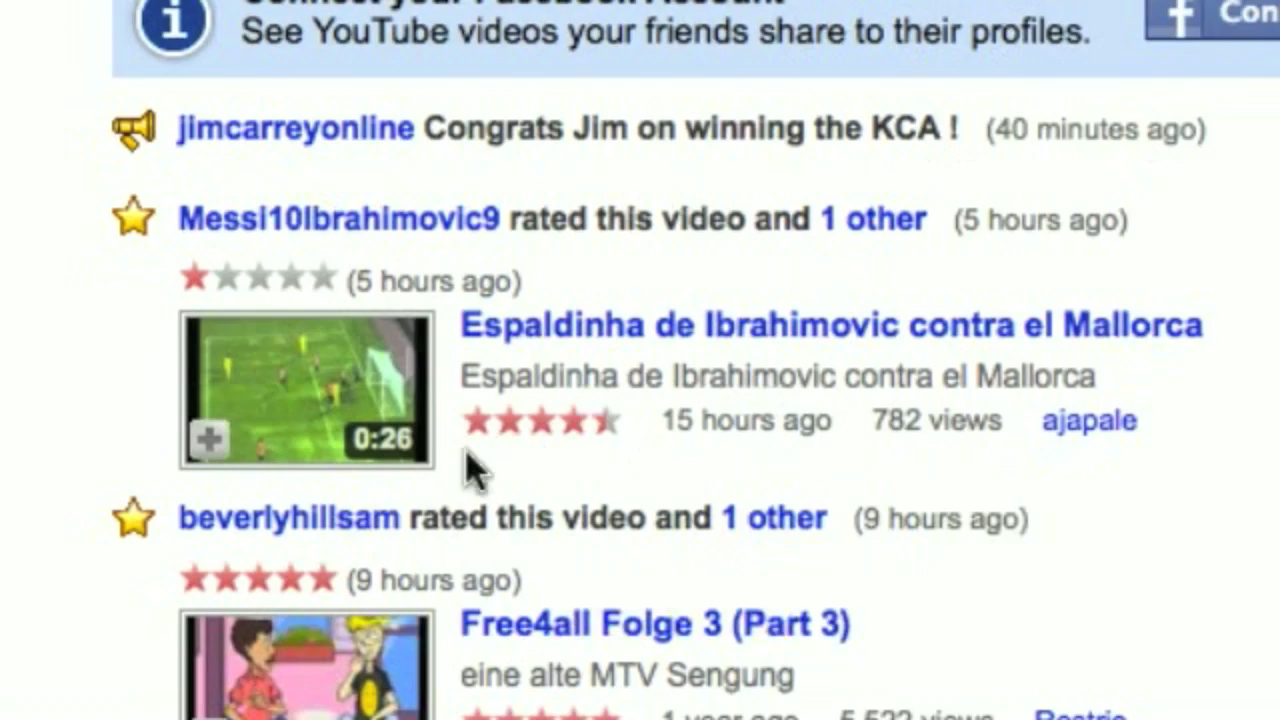 Connect your Facebook Account
See YouTube videos your friends share to their profiles.
f Con
jimcarreyonline Congrats Jim on winning the KCA ! (40 minutes ago)
Messi10Ibrahimovic9 rated this video and 1 other (5 hours ago)
(5 hours ago)
Espaldinha de Ibrahimovic contra el Mallorca
Espaldinha de Ibrahimovic contra el Mallorca
15 hours ago 782 views ajapale
0:26
beverlyhillsam rated this video and 1 other (9 hours ago)
(9 hours ago)
Free4all Folge 3 (Part 3)
eine alte MTV Sengung
1 year ago 5,522 views